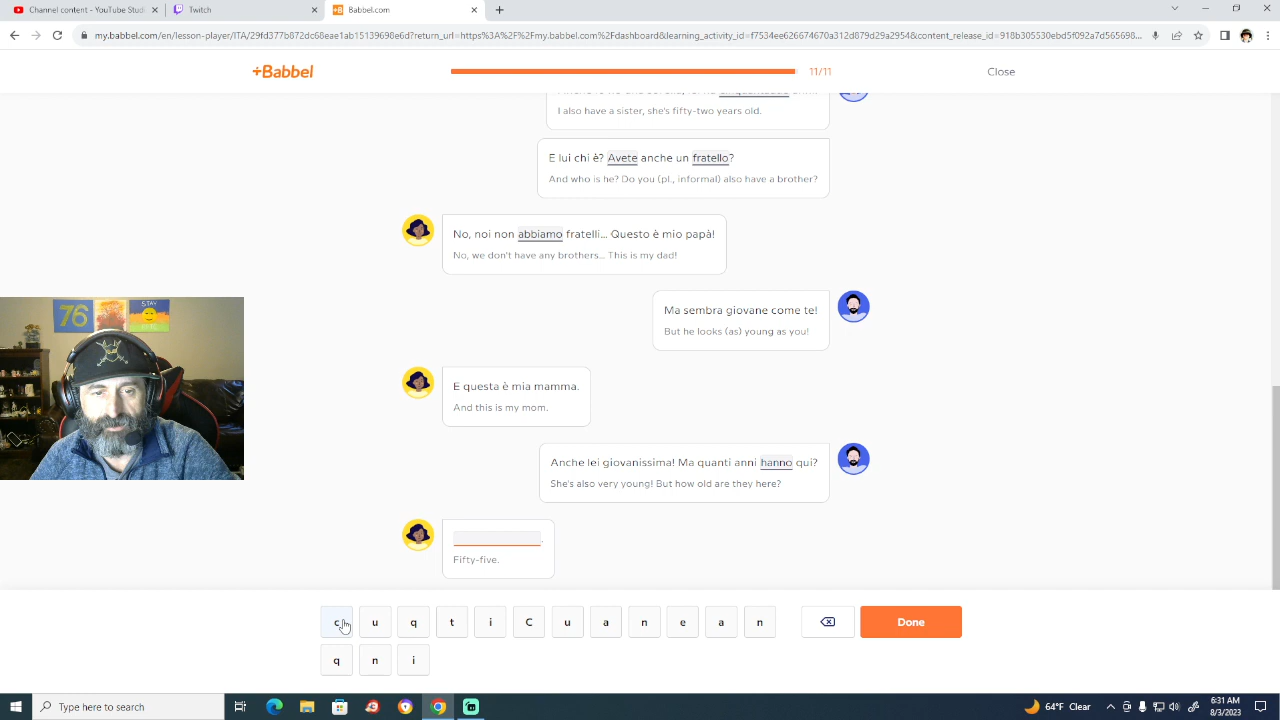 Channel content - YouTube Studio
Twitch
Babbel.com
my.babbel.com/en/lesson-player/ITA/29fd377b872dc68eae1ab15139698e6d?return_url=https%3A%2F%2Fmy.babbel.com%2Fdashboard&learning_activity_id=f7534ee626674670a312d879d29a2954&content_release_id=918b305530ebd5f092a7d565698...
+Babbel
11/11
Close
I also have a sister, she's fifty-two years old.
E lui chi è? Avete anche un fratello?
And who is he? Do you (pl., informal) also have a brother?
No, noi non abbiamo fratelli... Questo è mio papà!
No, we don't have any brothers... This is my dad!
Ma sembra giovane come te!
But he looks (as) young as you!
76
STAY
E questa è mia mamma.
And this is my mom.
Anche lei giovanissima! Ma quanti anni hanno qui?
She's also very young! But how old are they here?
.
Fifty-five.
c u q t i C u a n e a n
Done
q n i
Type here to search
64°F Clear
6:31 AM
8/3/2023